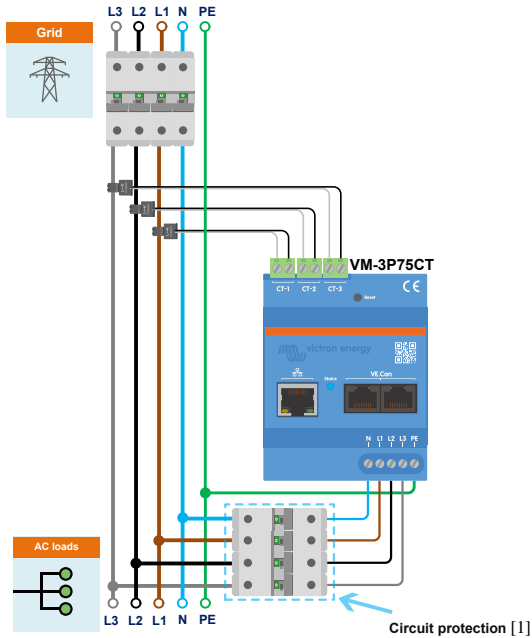 L3 L2 L1 N PE
Grid
VM-3P75CT
CT-1 CT-2 CT-3
Reset
CE
victron energy
Status
VE.Can
N L1 L2 L3 PE
AC loads
L3 L2 L1 N PE
Circuit protection [1]